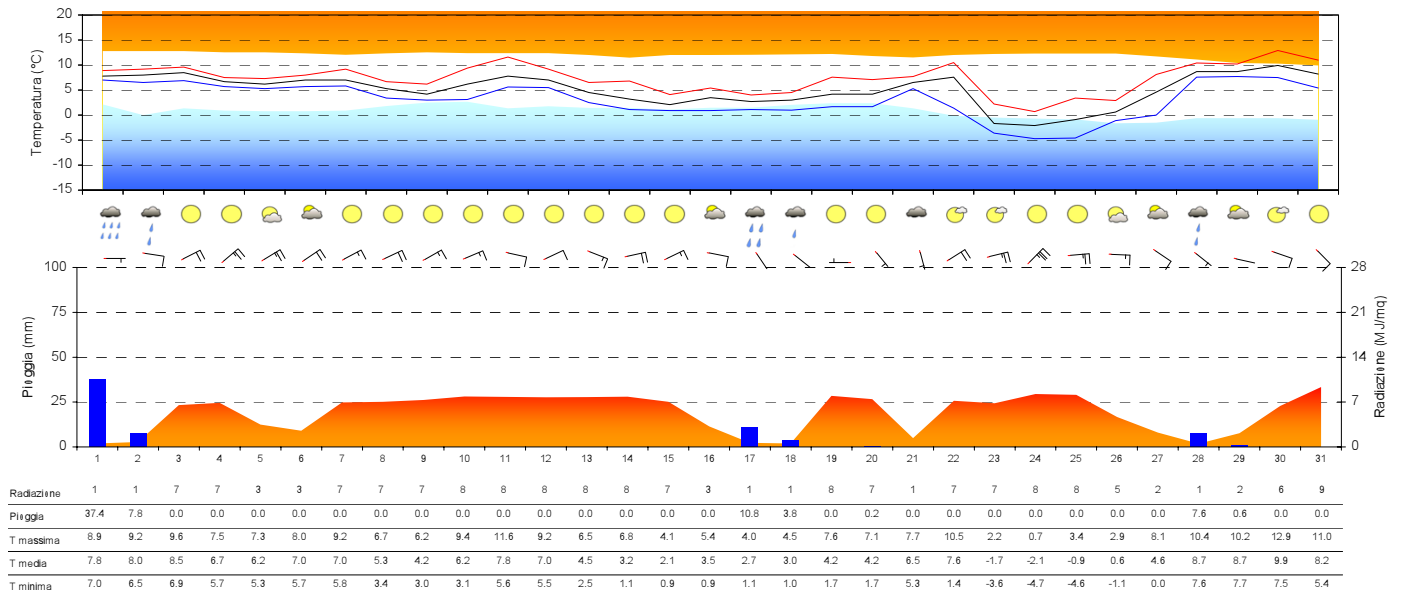 20
15
10
5
0
-5
-10
-15
Temperatura (°C)
100
75
50
25
0
Pioggia (mm)
28
21
14
7
0
Radiazione (MJ/mq)
1 2 3 4 5 6 7 8 9 10 11 12 13 14 15 16 17 18 19 20 21 22 23 24 25 26 27 28 29 30 31
Radiazione 1 1 7 7 3 3 7 7 7 8 8 8 8 8 7 3 1 1 8 7 1 7 7 8 8 5 2 1 2 6 9
Pioggia 37.4 7.8 0.0 0.0 0.0 0.0 0.0 0.0 0.0 0.0 0.0 0.0 0.0 0.0 0.0 0.0 10.8 3.8 0.0 0.2 0.0 0.0 0.0 0.0 0.0 0.0 0.0 7.6 0.6 0.0 0.0
T massima 8.9 9.2 9.6 7.5 7.3 8.0 9.2 6.7 6.2 9.4 11.6 9.2 6.5 6.8 4.1 5.4 4.0 4.5 7.6 7.1 7.7 10.5 2.2 0.7 3.4 2.9 8.1 10.4 10.2 12.9 11.0
T media 7.8 8.0 8.5 6.7 6.2 7.0 7.0 5.3 4.2 6.2 7.8 7.0 4.5 3.2 2.1 3.5 2.7 3.0 4.2 4.2 6.5 7.6 -1.7 -2.1 -0.9 0.6 4.6 8.7 8.7 9.9 8.2
T minima 7.0 6.5 6.9 5.7 5.3 5.7 5.8 3.4 3.0 3.1 5.6 5.5 2.5 1.1 0.9 0.9 1.1 1.0 1.7 1.7 5.3 1.4 -3.6 -4.7 -4.6 -1.1 0.0 7.6 7.7 7.5 5.4